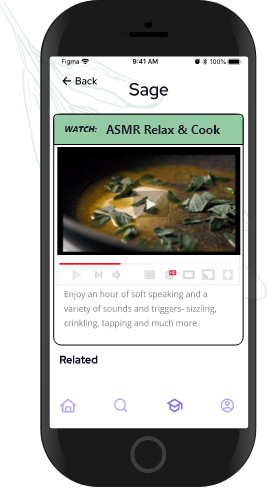 Figma 9:41 AM 100%
Back
Sage
WATCH: ASMR Relax & Cook
HD
Enjoy an hour of soft speaking and a
variety of sounds and triggers- sizzling,
crinkling, tapping and much more.
Related